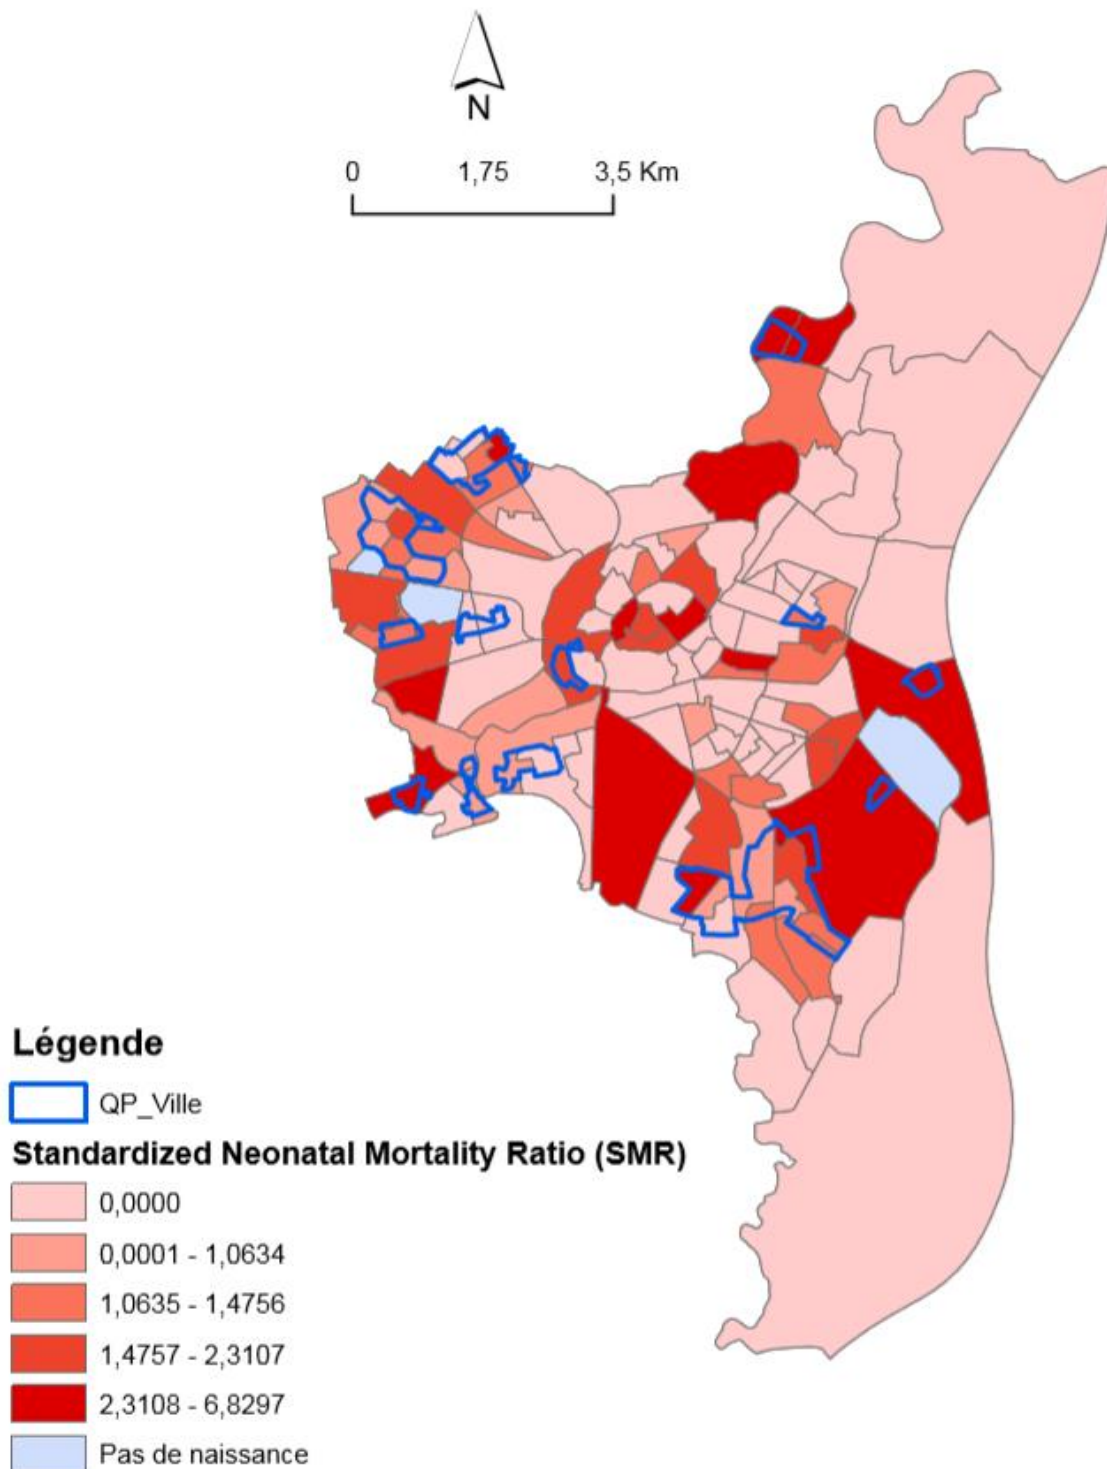 N
0 1,75 3,5 Km
Légende
QP_Ville
Standardized Neonatal Mortality Ratio (SMR)
0,0000
0,0001 - 1,0634
1,0635 - 1,4756
1,4757 - 2,3107
2,3108 - 6,8297
Pas de naissance